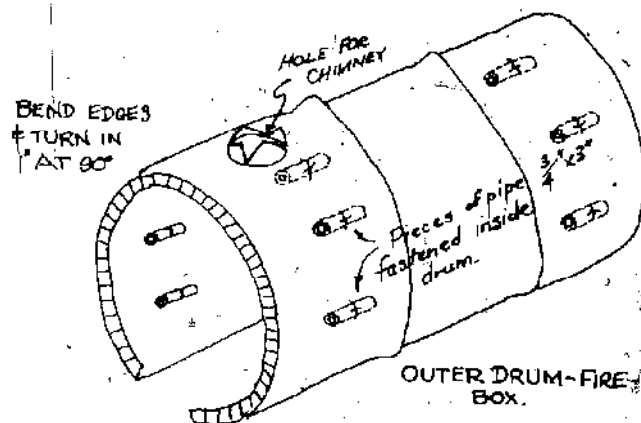 HOLE FOR
CHIMNEY
BEND EDGES
& TURN IN
1" AT 90°
Pieces of pipe 3/4" x 3"
fastened inside
drum.
OUTER DRUM-FIRE
BOX.